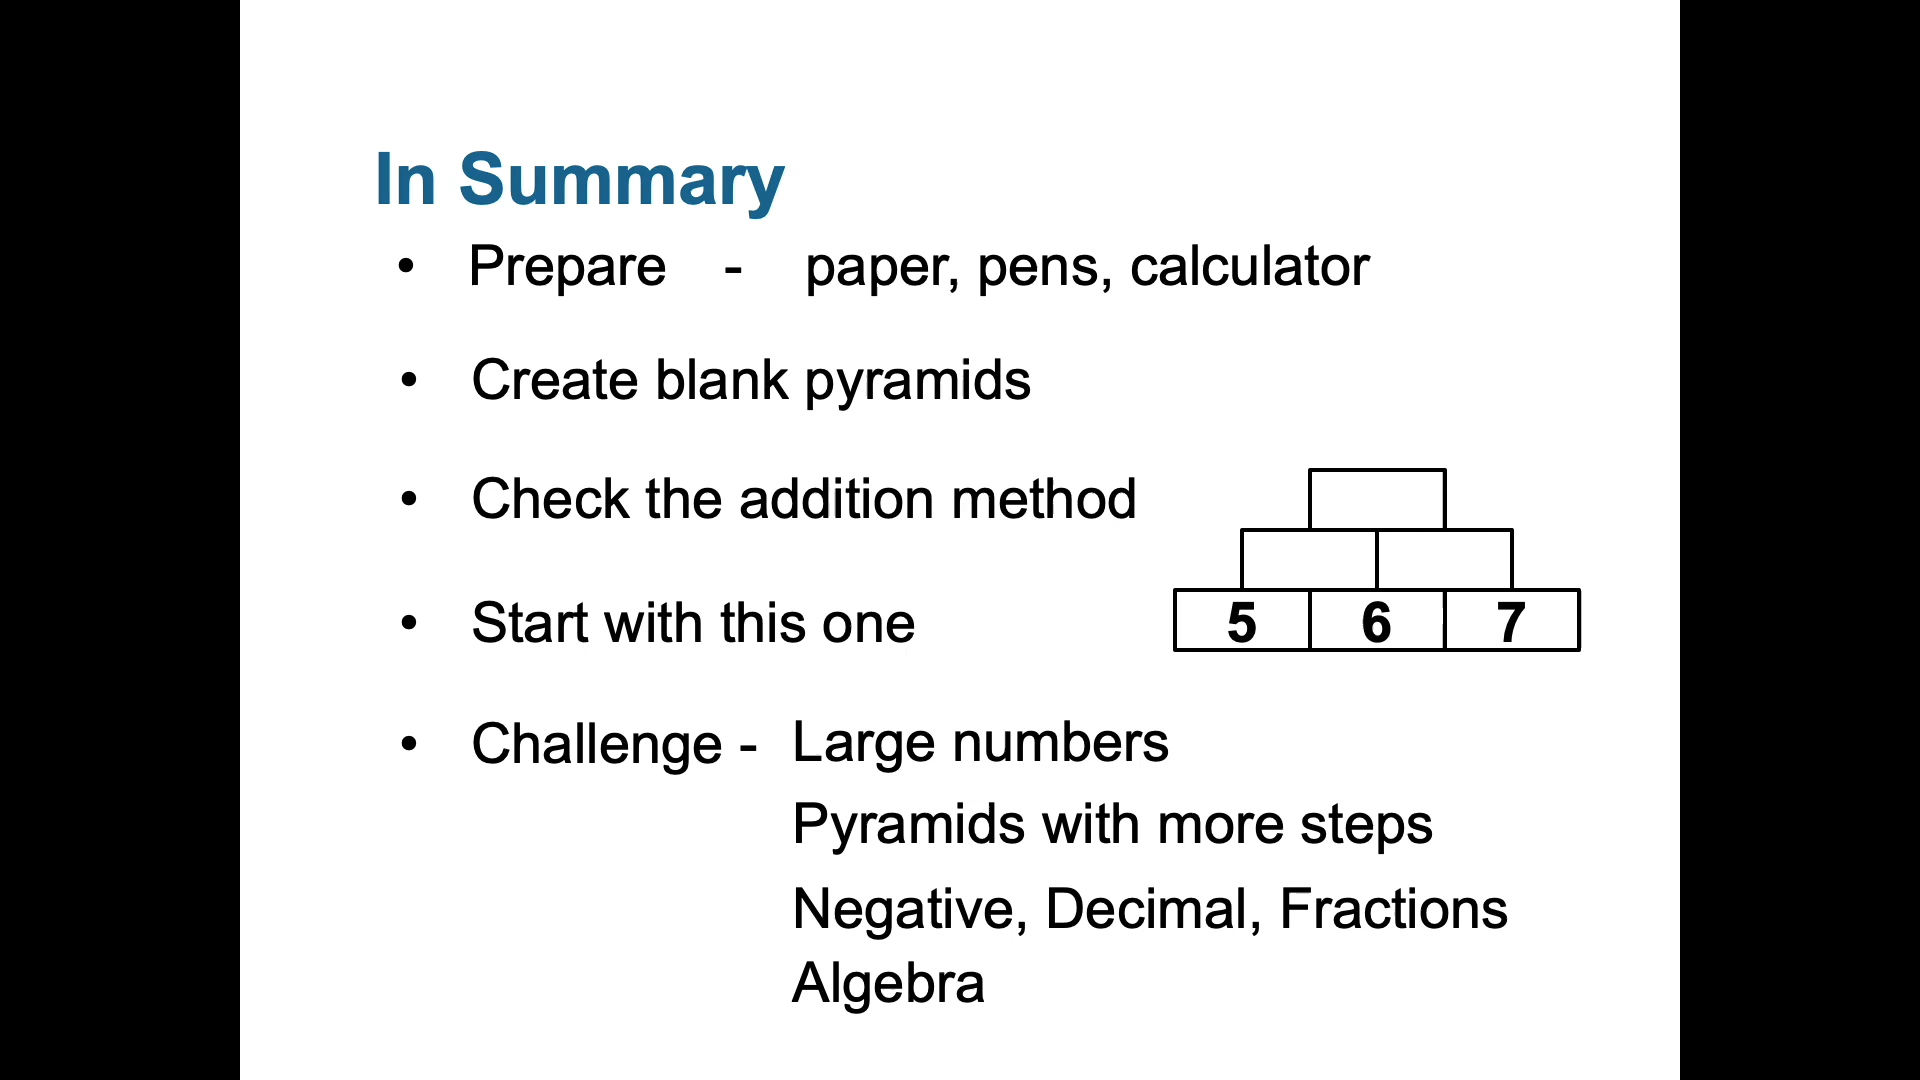 In Summary
• Prepare - paper, pens, calculator
• Create blank pyramids
• Check the addition method
• Start with this one
5 6 7
• Challenge - Large numbers
Pyramids with more steps
Negative, Decimal, Fractions
Algebra